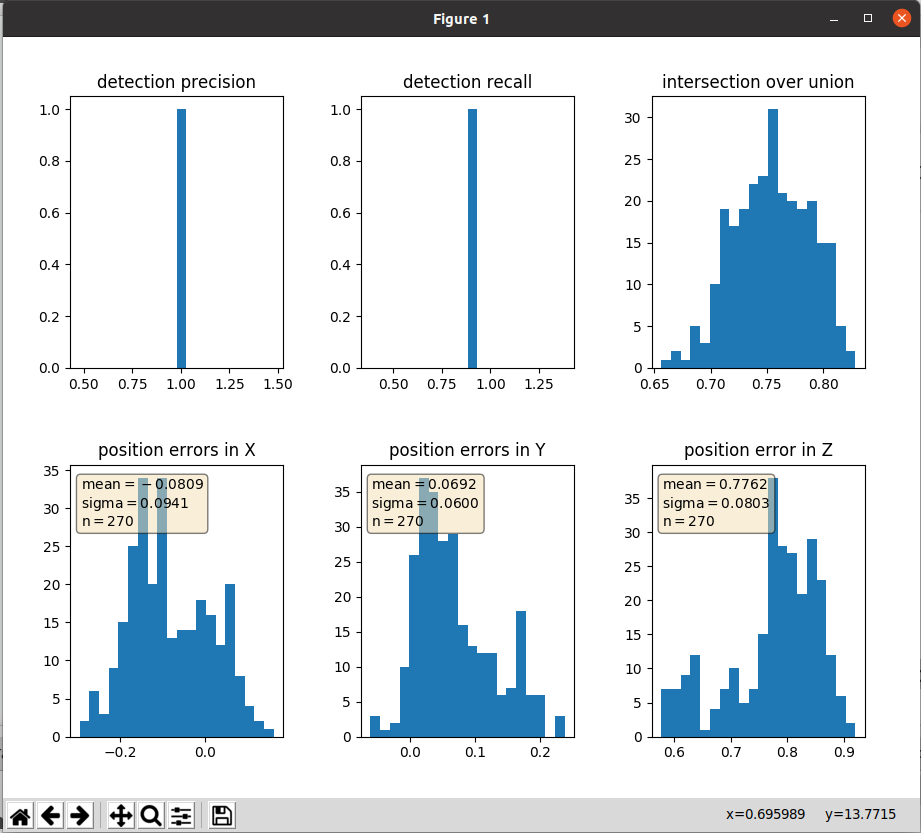 Figure 1
detection precision
1.0
0.8
0.6
0.4
0.2
0.0
0.50 0.75 1.00 1.25 1.50
detection recall
1.0
0.8
0.6
0.4
0.2
0.0
0.50 0.75 1.00 1.25
intersection over union
30
25
20
15
10
5
0
0.65 0.70 0.75 0.80
position errors in X
mean = −0.0809
sigma = 0.0941
n = 270
35
30
25
20
15
10
5
0
−0.2 0.0
position errors in Y
mean = 0.0692
sigma = 0.0600
n = 270
35
30
25
20
15
10
5
0
0.0 0.1 0.2
position error in Z
mean = 0.7762
sigma = 0.0803
n = 270
35
30
25
20
15
10
5
0
0.6 0.7 0.8 0.9
x=0.695989 y=13.7715